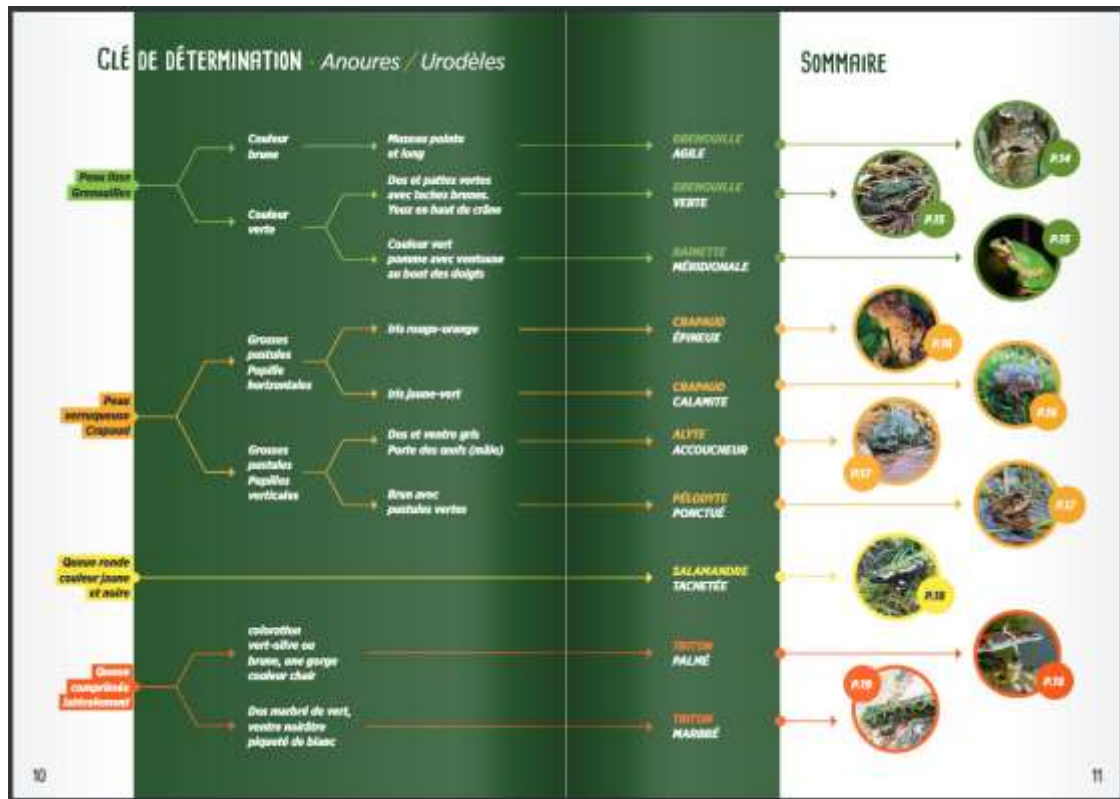 CLÉ DE DÉTERMINATION · Anoures / Urodèles
SOMMAIRE
Peau lisse
Grenouilles
Couleur
brune
Museau pointu
et long
GRENOUILLE
AGILE
P.14
Couleur
verte
Dos et pattes vertes
avec taches brunes.
Yeux en haut du crâne
GRENOUILLE
VERTE
P.15
Couleur vert
pomme avec ventouse
au bout des doigts
RAINETTE
MÉRIDIONALE
P.15
Peau
verruqueuse
Crapaud
Grosses
pustules
Pupille
horizontales
Iris rouge-orange
CRAPAUD
ÉPINEUX
P.16
Iris jaune-vert
CRAPAUD
CALAMITE
P.16
Grosses
pustules
Pupilles
verticales
Dos et ventre gris
Porte des œufs (mâle)
ALYTE
ACCOUCHEUR
P.17
Brun avec
pustules vertes
PÉLODYTE
PONCTUÉ
P.17
Queue ronde
couleur jaune
et noire
SALAMANDRE
TACHETÉE
P.18
Queue
comprimée
latéralement
coloration
vert-olive ou
brune, une gorge
couleur chair
TRITON
PALMÉ
P.18
Dos marbré de vert,
ventre noirâtre
piqueté de blanc
TRITON
MARBRÉ
P.19
10
11